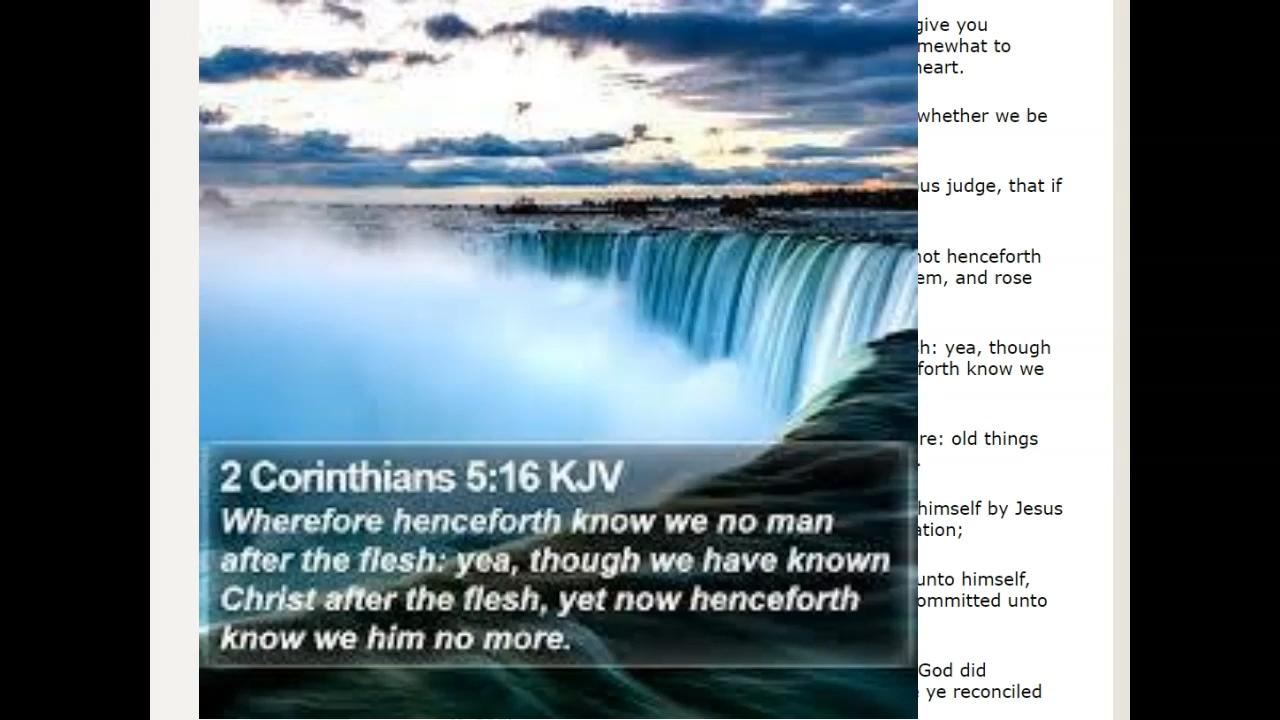 give you
mewhat to
heart.
whether we be
us judge, that if
not henceforth
em, and rose
h: yea, though
forth know we
re: old things
.
himself by Jesus
ation;
unto himself,
ommitted unto
God did
ye reconciled
2 Corinthians 5:16 KJV
Wherefore henceforth know we no man
after the flesh: yea, though we have known
Christ after the flesh, yet now henceforth
know we him no more.